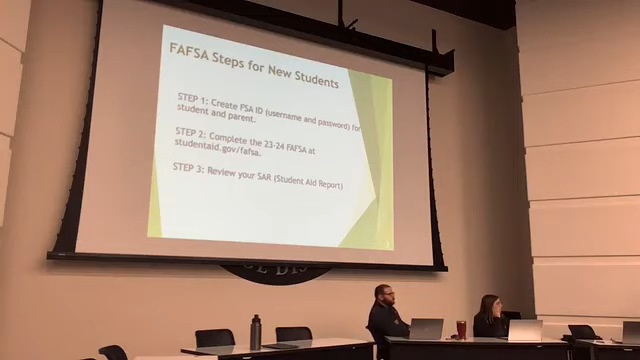 FAFSA Steps for New Students
STEP 1: Create FSA ID (username and password) for
student and parent.
STEP 2: Complete the 23-24 FAFSA at
studentaid.gov/fafsa.
STEP 3: Review your SAR (Student Aid Report)